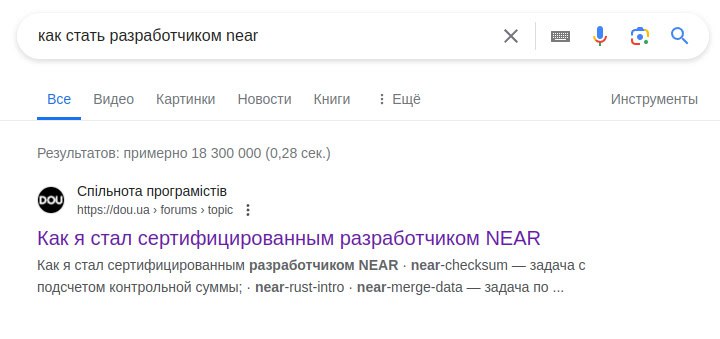 как стать разработчиком near
Все Видео Картинки Новости Книги Ещё Инструменты
Результатов: примерно 18 300 000 (0,28 сек.)
DOU
Спільнота програмістів
https://dou.ua › forums › topic
Как я стал сертифицированным разработчиком NEAR
Как я стал сертифицированным разработчиком NEAR · near-checksum — задача с
подсчетом контрольной суммы; · near-rust-intro · near-merge-data — задача по ...